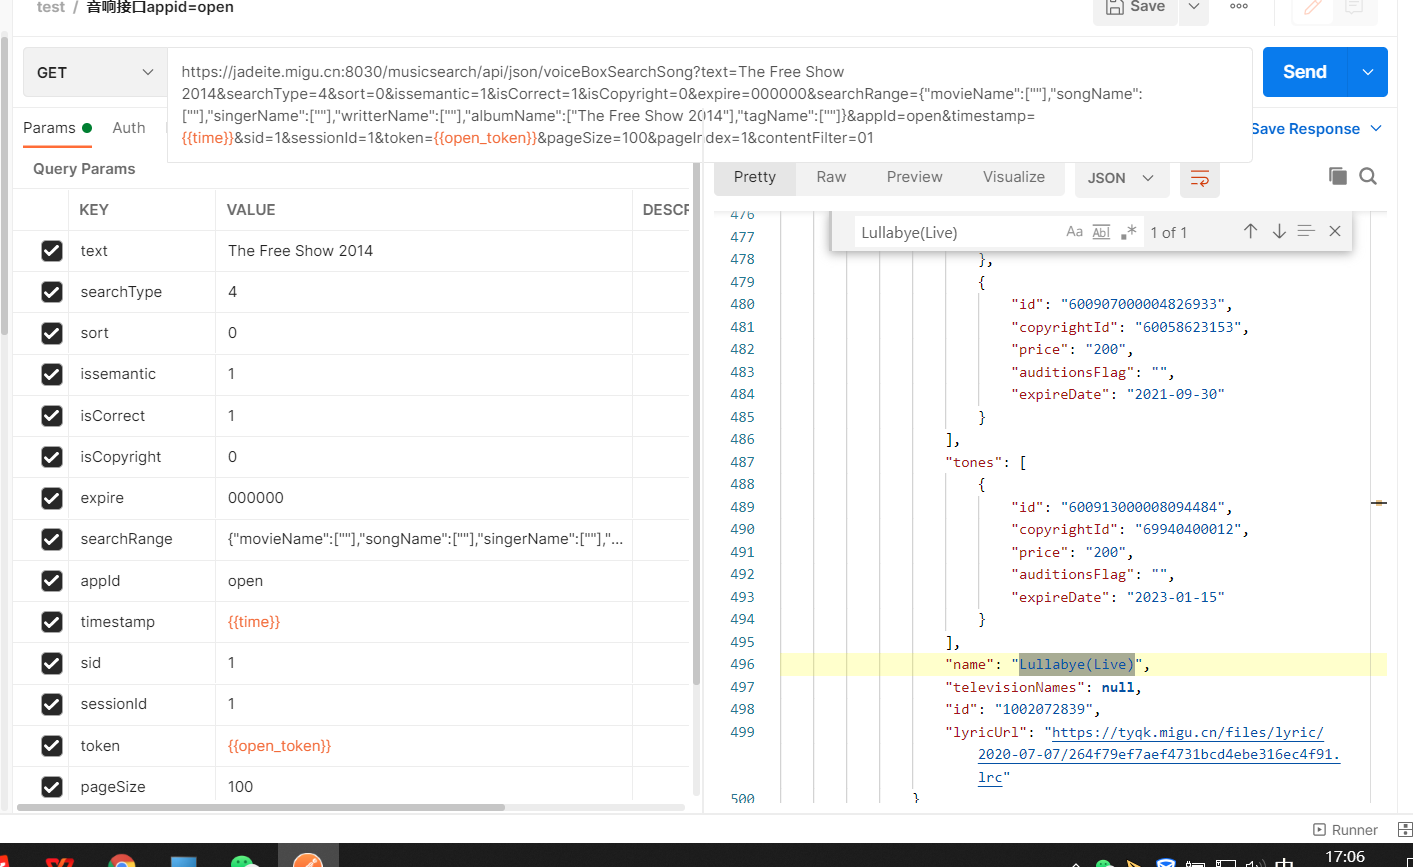 test / 音响接口appid=open
Save
GET
https://jadeite.migu.cn:8030/musicsearch/api/json/voiceBoxSearchSong?text=The Free Show
2014&searchType=4&sort=0&issemantic=1&isCorrect=1&isCopyright=0&expire=000000&searchRange={"movieName":[""],"songName":
[""],"singerName":[""],"writterName":[""],"albumName":["The Free Show 2014"],"tagName":[""]}&appId=open&timestamp=
{{time}}&sid=1&sessionId=1&token={{open_token}}&pageSize=100&pageIndex=1&contentFilter=01
Send
Params
Auth
Save Response
Query Params
KEY VALUE DESCR
text The Free Show 2014
searchType 4
sort 0
issemantic 1
isCorrect 1
isCopyright 0
expire 000000
searchRange {"movieName":[""],"songName":[""],"singerName":[""],"...
appId open
timestamp {{time}}
sid 1
sessionId 1
token {{open_token}}
pageSize 100
Pretty Raw Preview Visualize JSON
Lullabye(Live) Aa Abl .* 1 of 1
476
477
478 },
479 {
480 "id": "600907000004826933",
481 "copyrightId": "60058623153",
482 "price": "200",
483 "auditionsFlag": "",
484 "expireDate": "2021-09-30"
485 }
486 ],
487 "tones": [
488 {
489 "id": "600913000008094484",
490 "copyrightId": "69940400012",
491 "price": "200",
492 "auditionsFlag": "",
493 "expireDate": "2023-01-15"
494 }
495 ],
496 "name": "Lullabye(Live)",
497 "televisionNames": null,
498 "id": "1002072839",
499 "lyricUrl": "https://tyqk.migu.cn/files/lyric/
2020-07-07/264f79ef7aef4731bcd4ebe316ec4f91.
lrc"
500 }
Runner
中
17:06